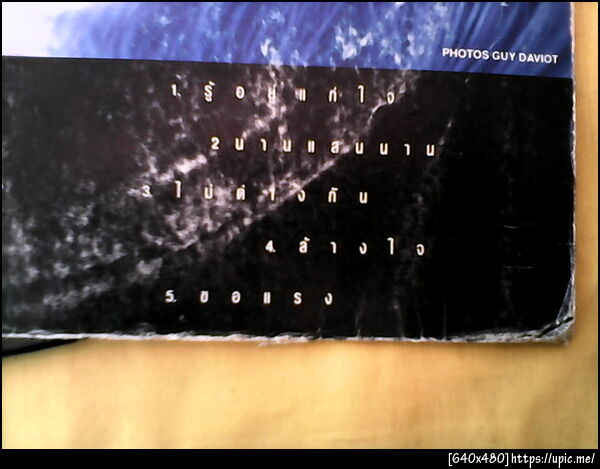 PHOTOS GUY DAVIOT
1. รู้ อ ยู่ แ ก่ ใ จ
2 น า น แ ส น น า น
3. ไ ม่ ต่ า ง กั น
4. ล้ า ง ใ จ
5. ข อ แ ร ง
[640x480]https://upic.me/